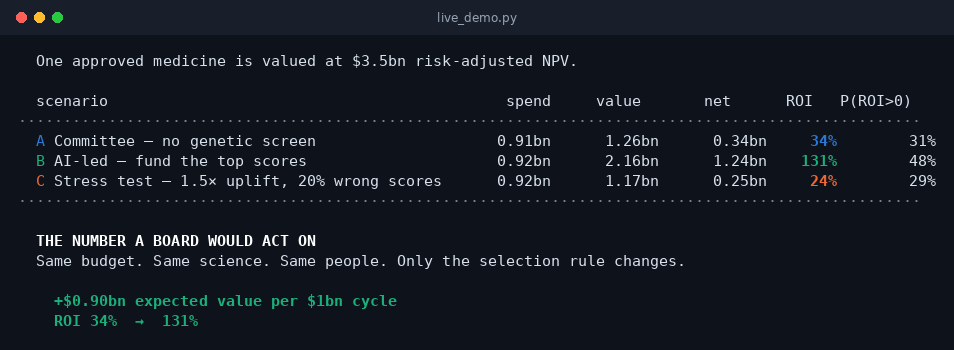 live_demo.py
One approved medicine is valued at $3.5bn risk-adjusted NPV.
scenario spend value net ROI P(ROI>0)
A Committee — no genetic screen 0.91bn 1.26bn 0.34bn 34% 31%
B AI-led — fund the top scores 0.92bn 2.16bn 1.24bn 131% 48%
C Stress test — 1.5× uplift, 20% wrong scores 0.92bn 1.17bn 0.25bn 24% 29%
THE NUMBER A BOARD WOULD ACT ON
Same budget. Same science. Same people. Only the selection rule changes.
+$0.90bn expected value per $1bn cycle
ROI 34% → 131%